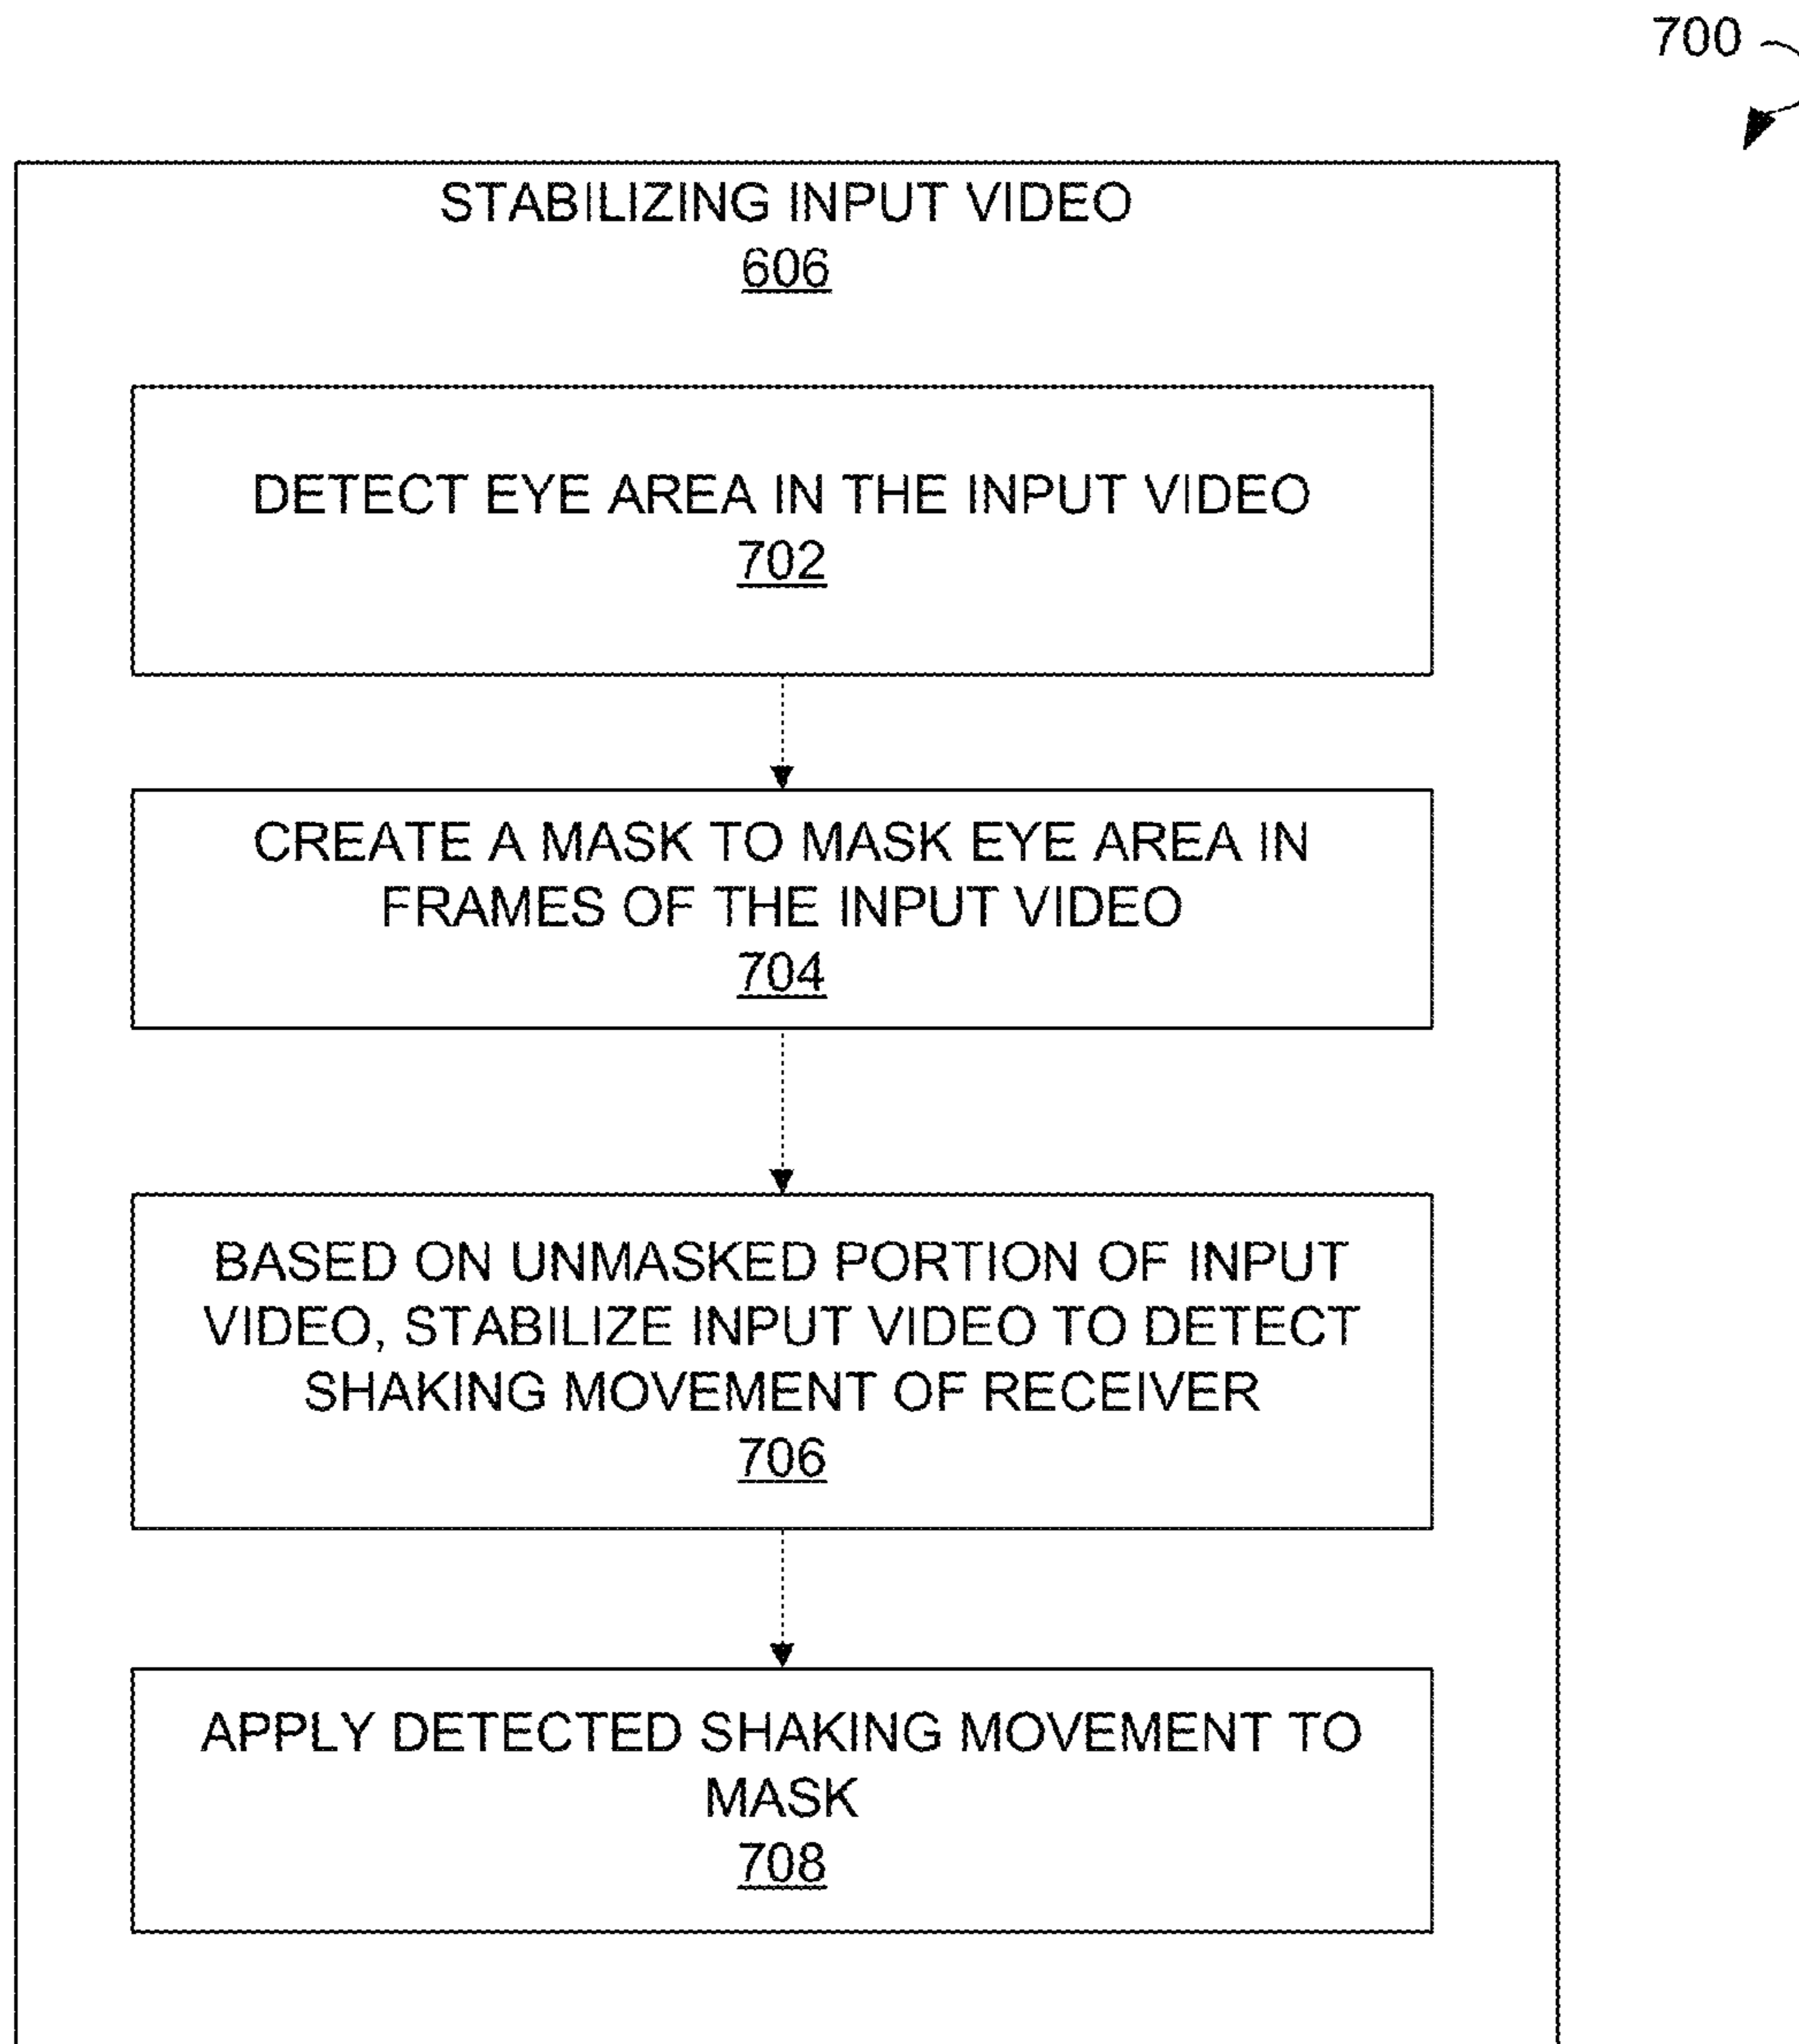 700
STABILIZING INPUT VIDEO
606
DETECT EYE AREA IN THE INPUT VIDEO
702
CREATE A MASK TO MASK EYE AREA IN
FRAMES OF THE INPUT VIDEO
704
BASED ON UNMASKED PORTION OF INPUT
VIDEO, STABILIZE INPUT VIDEO TO DETECT
SHAKING MOVEMENT OF RECEIVER
706
APPLY DETECTED SHAKING MOVEMENT TO
MASK
708